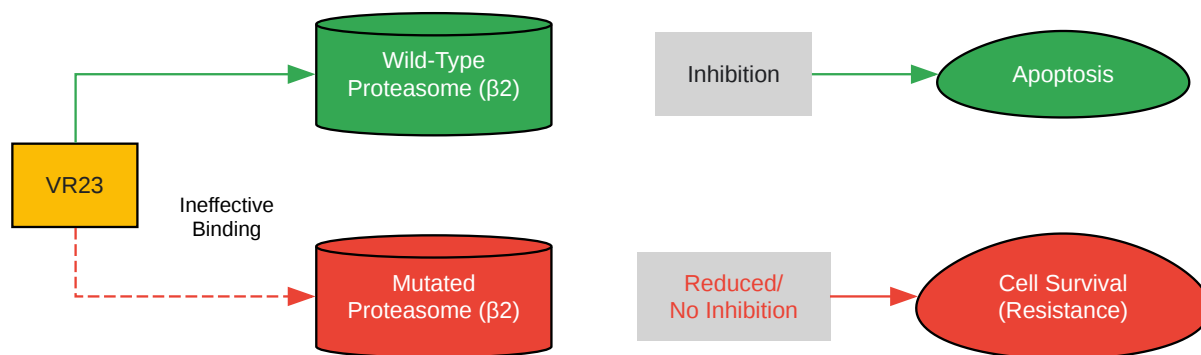 Wild-Type
Proteasome (β2)
Inhibition
Apoptosis
VR23
Ineffective
Binding
Mutated
Proteasome (β2)
Reduced/
No Inhibition
Cell Survival
(Resistance)